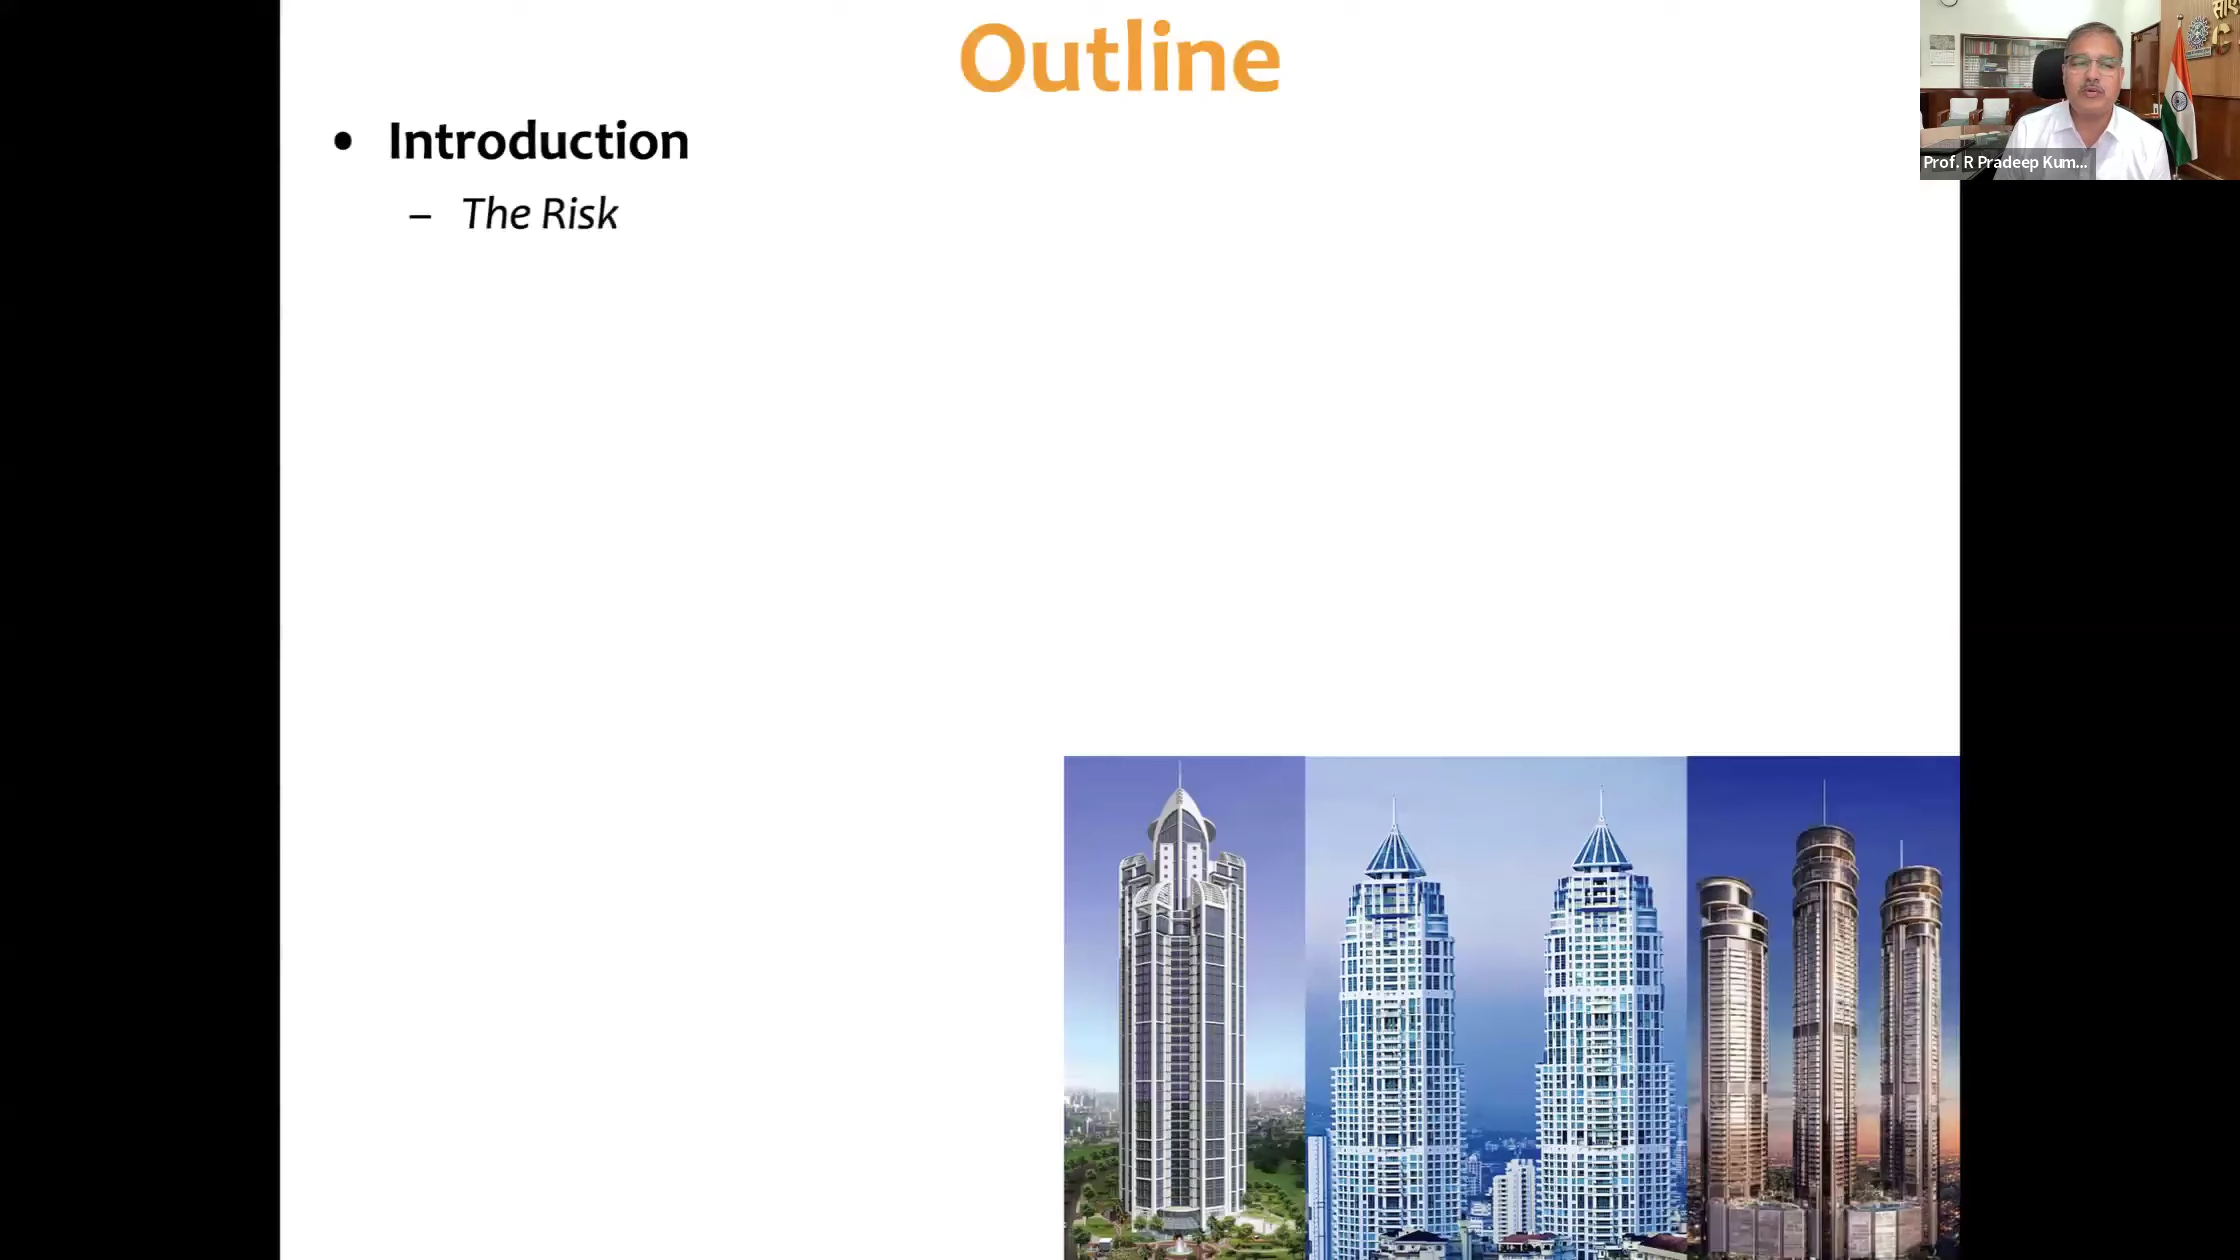 Outline
• Introduction
– The Risk
Prof. R Pradeep Kum...